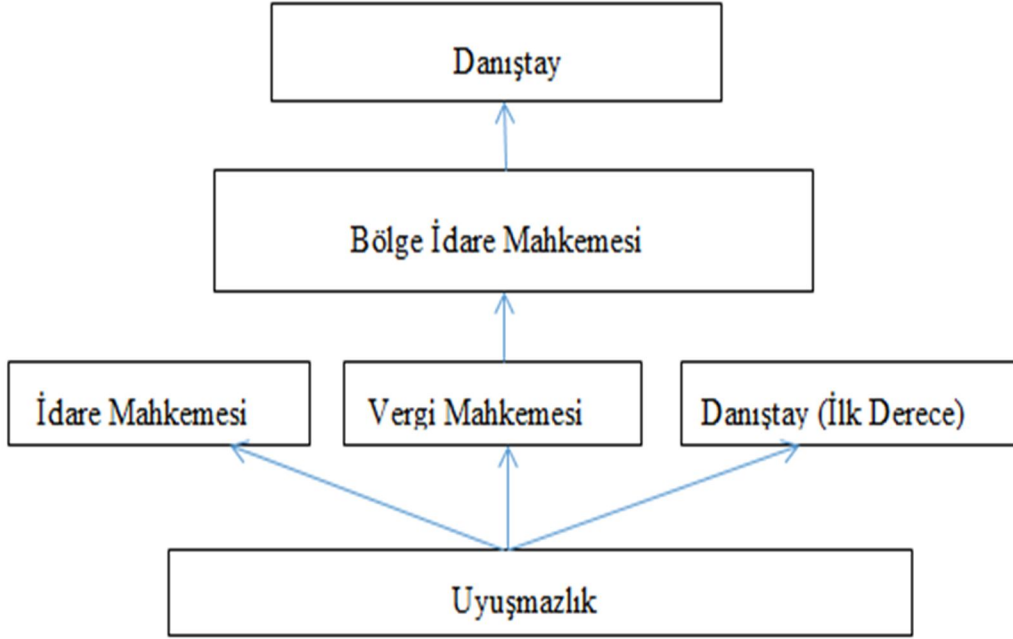 Danıştay
Bölge İdare Mahkemesi
İdare Mahkemesi
Vergi Mahkemesi
Danıştay (İlk Derece)
Uyuşmazlık